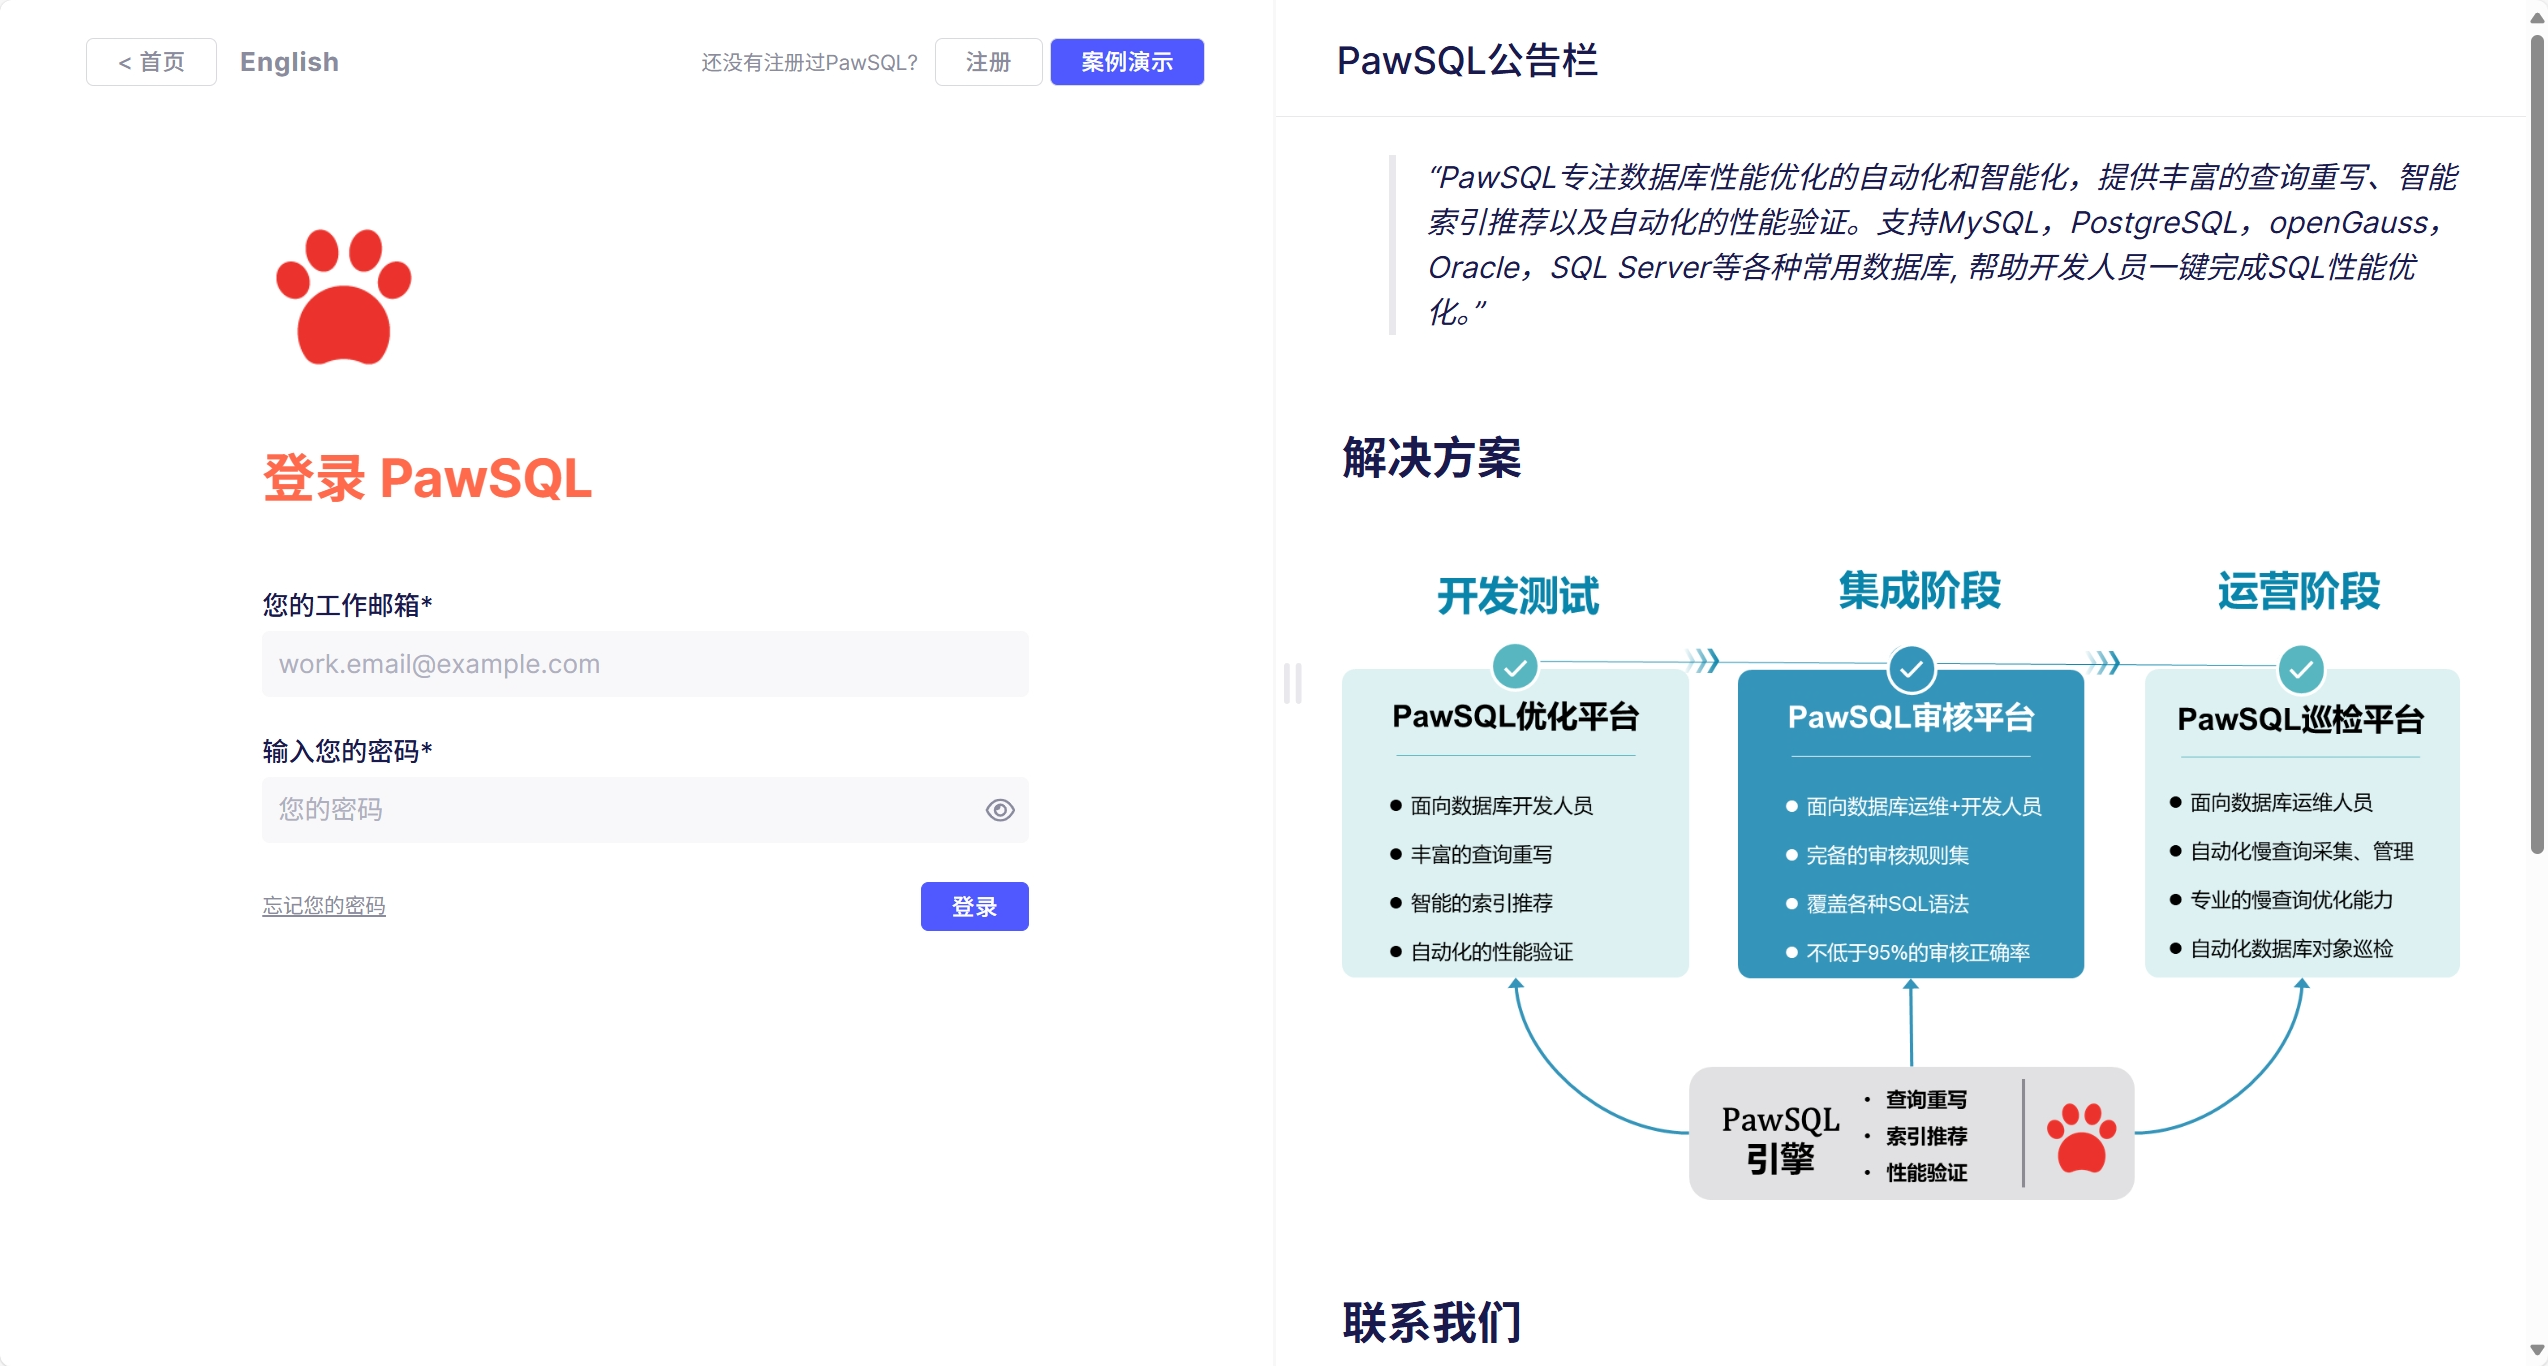 < 首页
English
还没有注册过PawSQL?
注册
案例演示
登录 PawSQL
您的工作邮箱*
work.email@example.com
输入您的密码*
您的密码
忘记您的密码
登录
PawSQL公告栏
“PawSQL专注数据库性能优化的自动化和智能化，提供丰富的查询重写、智能
索引推荐以及自动化的性能验证。支持MySQL，PostgreSQL，openGauss，
Oracle，SQL Server等各种常用数据库, 帮助开发人员一键完成SQL性能优
化。”
解决方案
开发测试
集成阶段
运营阶段
PawSQL优化平台
● 面向数据库开发人员
● 丰富的查询重写
● 智能的索引推荐
● 自动化的性能验证
PawSQL审核平台
● 面向数据库运维+开发人员
● 完备的审核规则集
● 覆盖各种SQL语法
● 不低于95%的审核正确率
PawSQL巡检平台
● 面向数据库运维人员
● 自动化慢查询采集、管理
● 专业的慢查询优化能力
● 自动化数据库对象巡检
PawSQL
引擎
· 查询重写
· 索引推荐
· 性能验证
联系我们